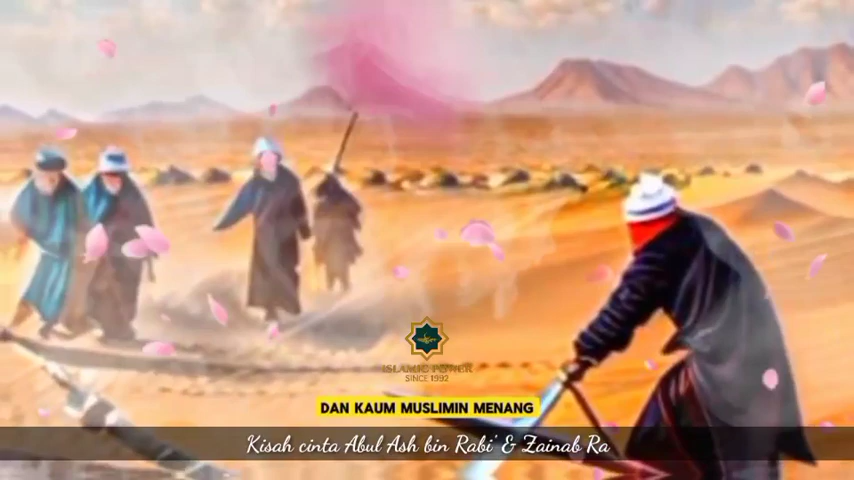 ISLAMIC POWER
SINCE 1992
DAN KAUM MUSLIMIN MENANG
Kisah cinta Abul Ash bin Rabi' & Zainab Ra